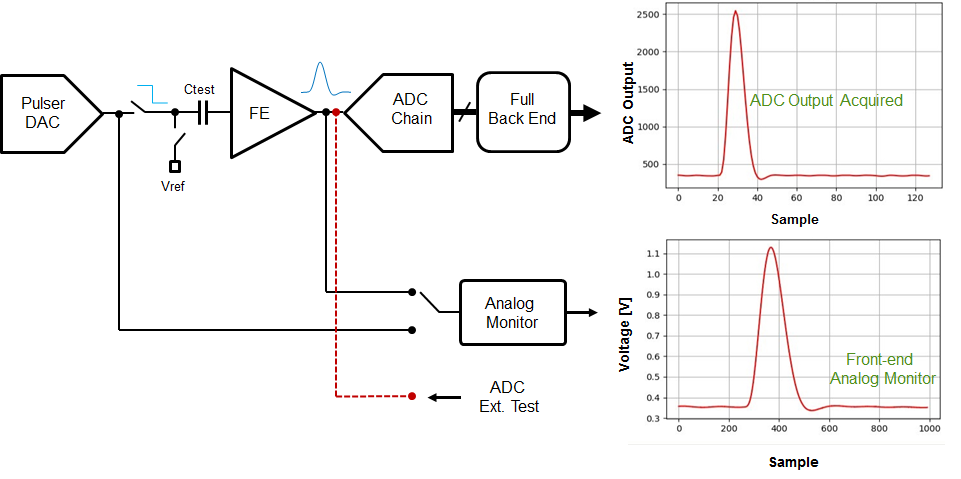 Pulser
DAC
Ctest
Vref
FE
ADC
Chain
Full
Back End
Analog
Monitor
ADC
Ext. Test
ADC Output
2500
2000
1500
1000
500
ADC Output Acquired
0 20 40 60 80 100 120
Sample
Voltage [V]
1.1
1.0
0.9
0.8
0.7
0.6
0.5
0.4
0.3
Front-end
Analog Monitor
0 200 400 600 800 1000
Sample